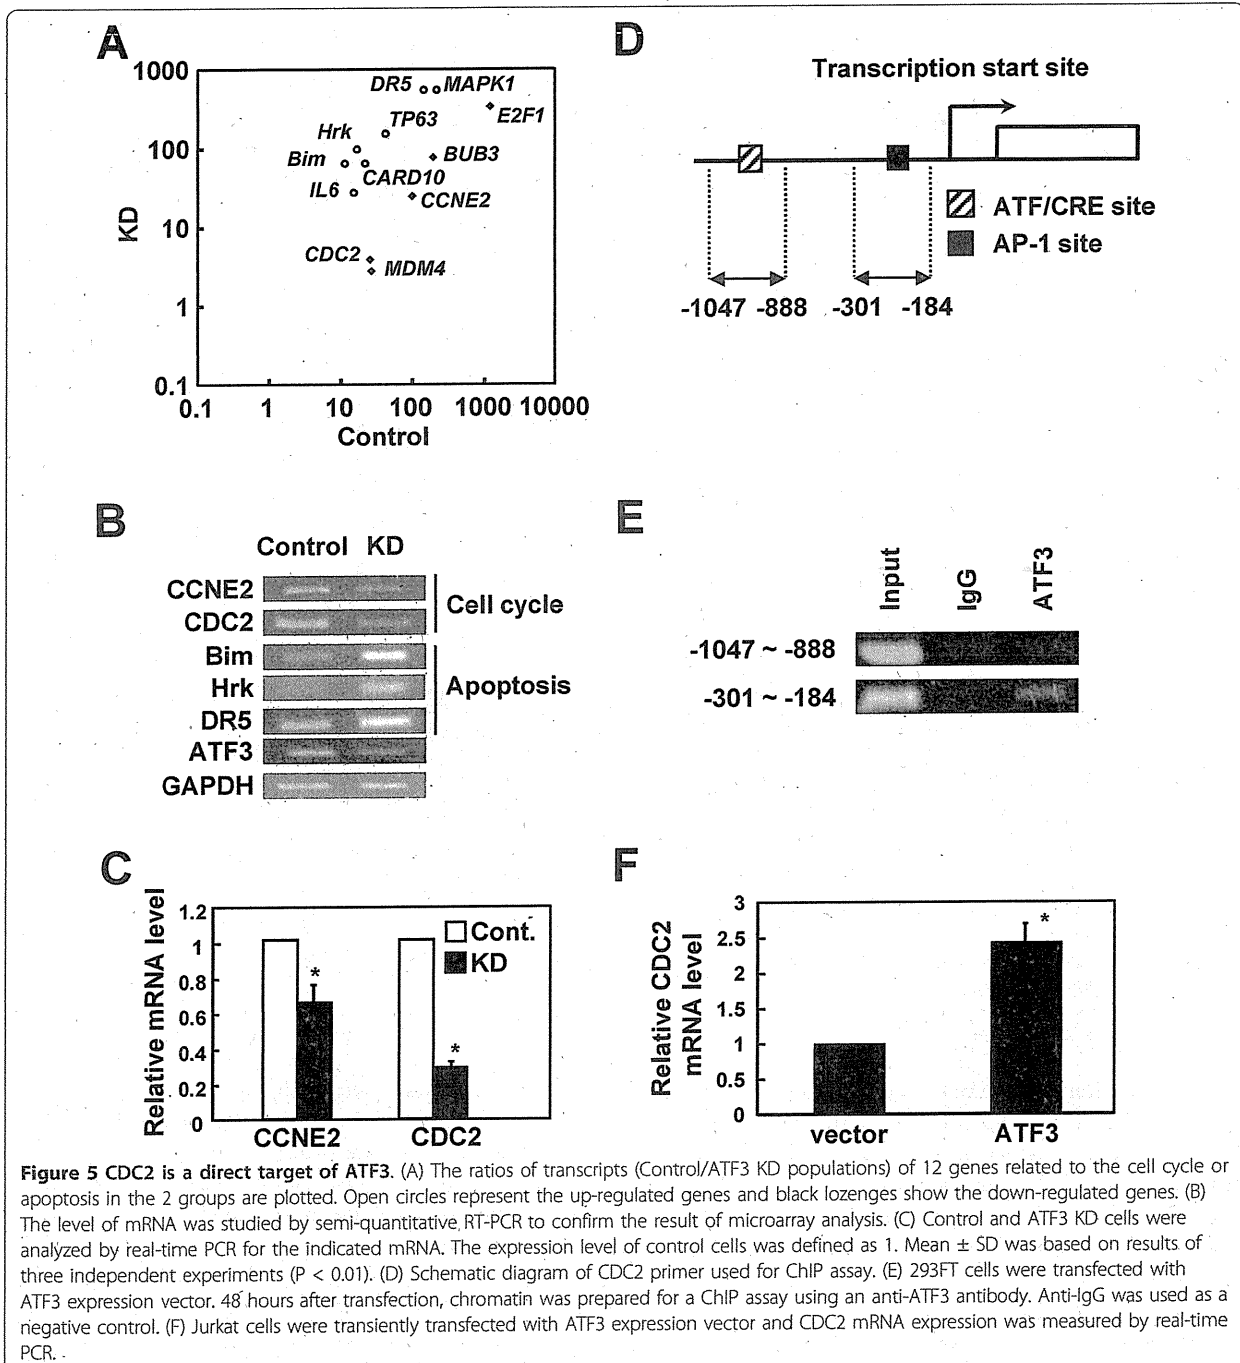 A
1000
100
10
1
0.1
KD
DR5
MAPK1
E2F1
TP63
Hrk
BUB3
Bim
CARD10
IL6
CCNE2
CDC2
MDM4
0.1 1 10 100 1000 10000
Control
B
Control KD
CCNE2
CDC2
Cell cycle
Bim
Hrk
DR5
Apoptosis
ATF3
GAPDH
C
Relative mRNA level
1.2
1
0.8
0.6
0.4
0.2
0
Cont.
KD
*
*
CCNE2 CDC2
D
Transcription start site
ATF/CRE site
AP-1 site
-1047 -888 -301 -184
E
Input IgG ATF3
-1047 ~ -888
-301 ~ -184
F
Relative CDC2
mRNA level
3
2.5
2
1.5
1
0.5
0
*
vector ATF3
Figure 5 CDC2 is a direct target of ATF3. (A) The ratios of transcripts (Control/ATF3 KD populations) of 12 genes related to the cell cycle or
apoptosis in the 2 groups are plotted. Open circles represent the up-regulated genes and black lozenges show the down-regulated genes. (B)
The level of mRNA was studied by semi-quantitative RT-PCR to confirm the result of microarray analysis. (C) Control and ATF3 KD cells were
analyzed by real-time PCR for the indicated mRNA. The expression level of control cells was defined as 1. Mean ± SD was based on results of
three independent experiments (P < 0.01). (D) Schematic diagram of CDC2 primer used for ChIP assay. (E) 293FT cells were transfected with
ATF3 expression vector. 48 hours after transfection, chromatin was prepared for a ChIP assay using an anti-ATF3 antibody. Anti-IgG was used as a
negative control. (F) Jurkat cells were transiently transfected with ATF3 expression vector and CDC2 mRNA expression was measured by real-time
PCR.